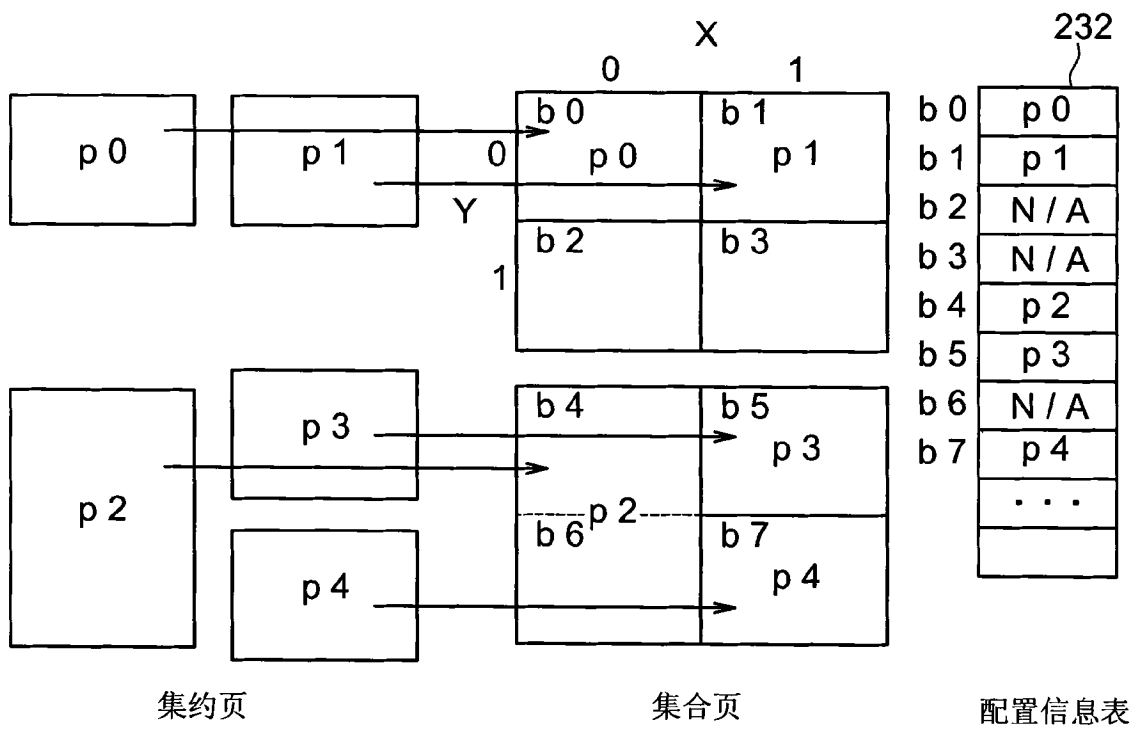 232
X
0 1
p 0
p 1
0
Y
1
b 0
p 0
b 1
p 1
b 2
b 3
p 2
p 3
p 4
b 4
b 5
p 3
p 2
b 6
b 7
p 4
b 0 p 0
b 1 p 1
b 2 N / A
b 3 N / A
b 4 p 2
b 5 p 3
b 6 N / A
b 7 p 4
· · ·
集约页
集合页
配置信息表